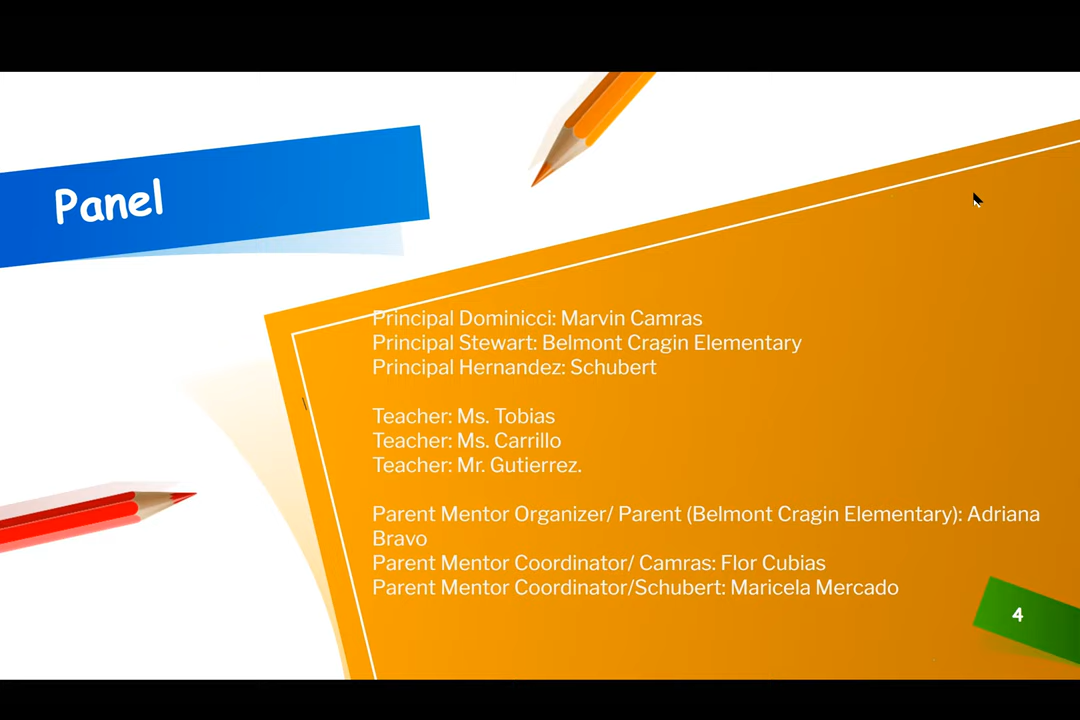 Panel
Principal Dominicci: Marvin Camras
Principal Stewart: Belmont Cragin Elementary
Principal Hernandez: Schubert
Teacher: Ms. Tobias
Teacher: Ms. Carrillo
Teacher: Mr. Gutierrez.
Parent Mentor Organizer/ Parent (Belmont Cragin Elementary): Adriana
Bravo
Parent Mentor Coordinator/ Camras: Flor Cubias
Parent Mentor Coordinator/Schubert: Maricela Mercado
4